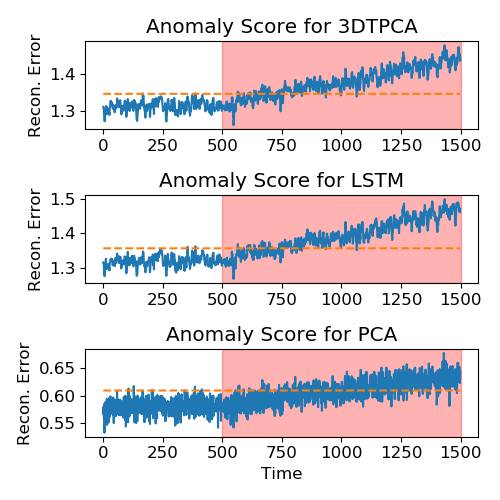 Anomaly Score for 3DTPCA
Recon. Error
1.4
1.3
0 250 500 750 1000 1250 1500
Anomaly Score for LSTM
Recon. Error
1.5
1.4
1.3
0 250 500 750 1000 1250 1500
Anomaly Score for PCA
Recon. Error
0.65
0.60
0.55
0 250 500 750 1000 1250 1500
Time